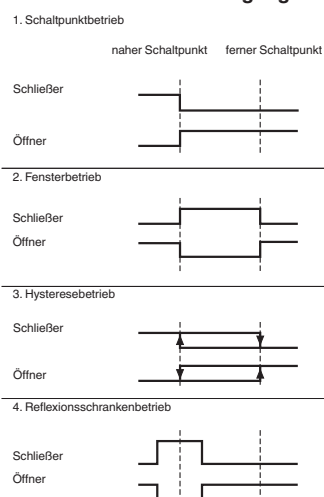 1. Schaltpunktbetrieb
naher Schaltpunkt ferner Schaltpunkt
Schließer
Öffner
2. Fensterbetrieb
Schließer
Öffner
3. Hysteresebetrieb
Schließer
Öffner
4. Reflexionsschrankenbetrieb
Schließer
Öffner